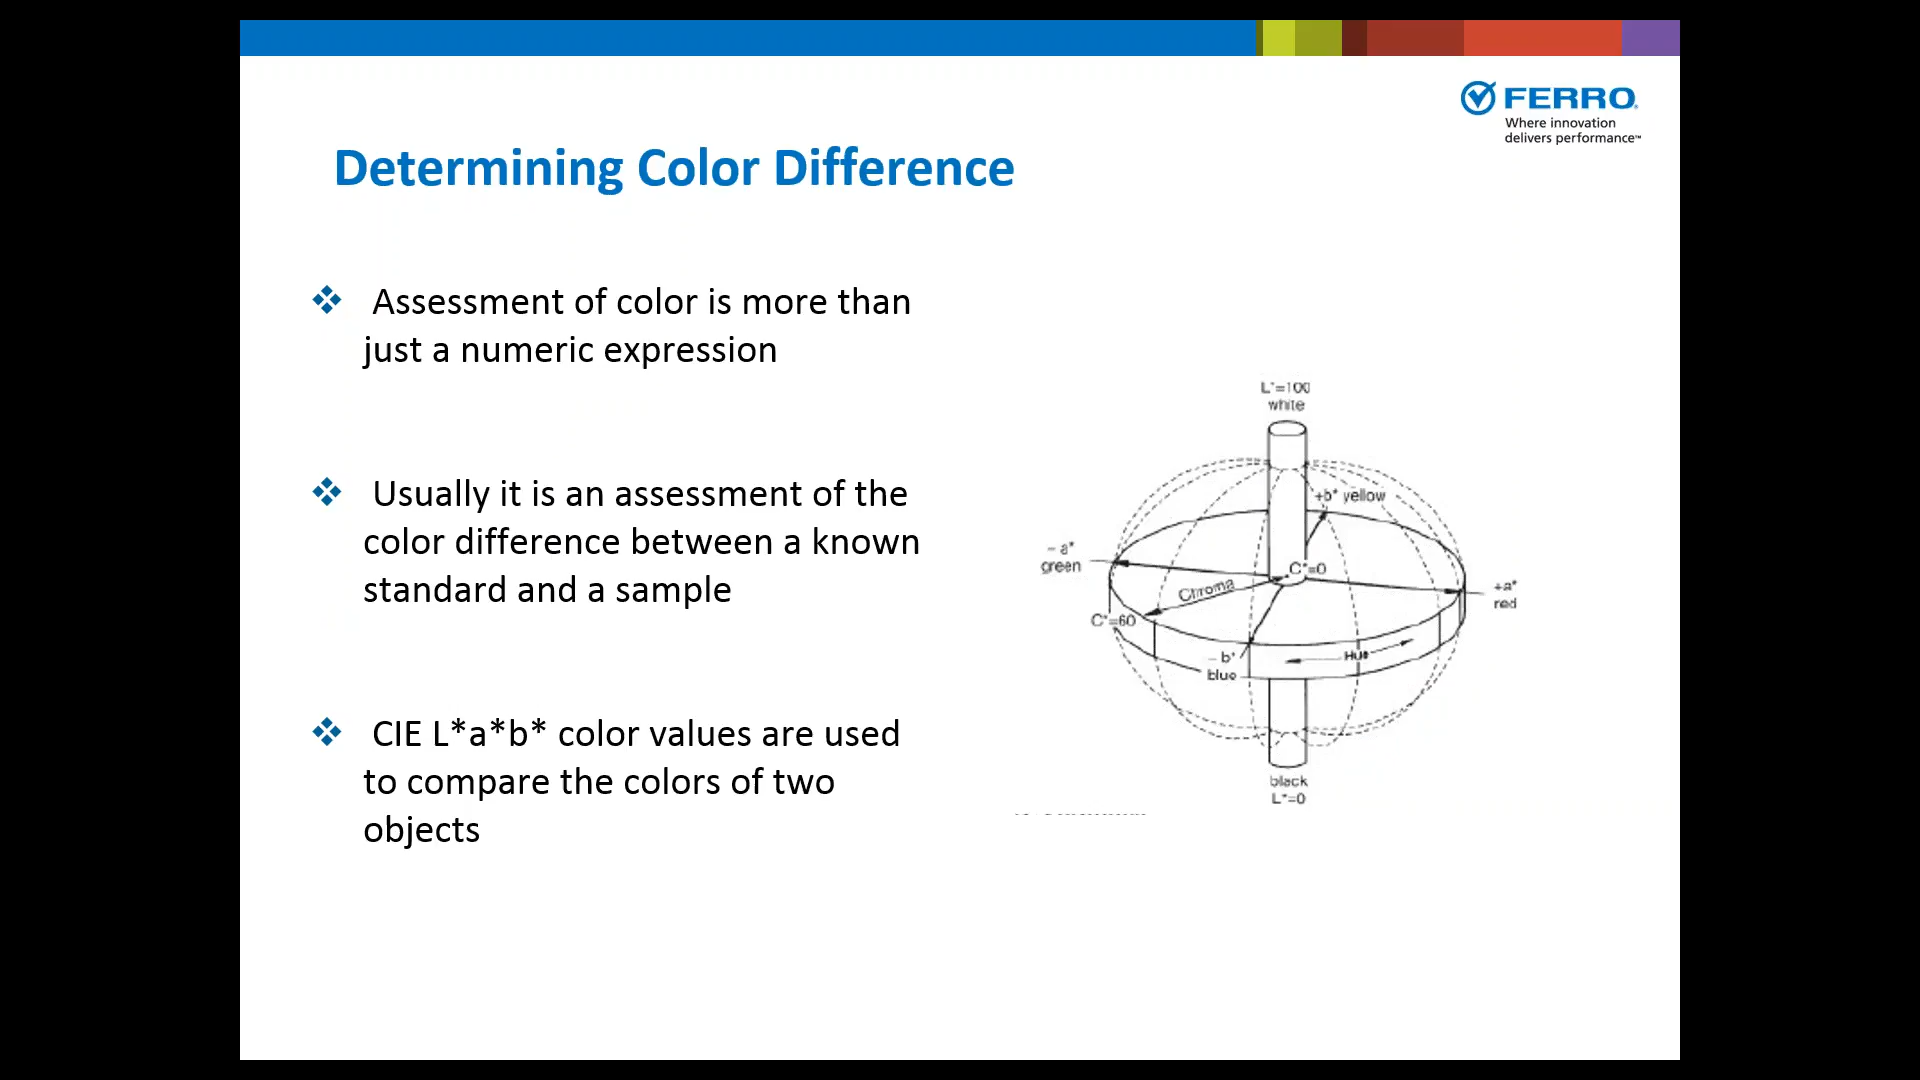 FERRO
Where innovation
delivers performance™
Determining Color Difference
Assessment of color is more than
just a numeric expression
Usually it is an assessment of the
color difference between a known
standard and a sample
CIE L*a*b* color values are used
to compare the colors of two
objects
L*=100
white
+b* yellow
– a*
green
C*=0
Chroma
+a*
red
C*=60
– b*
blue
Hue
black
L*=0